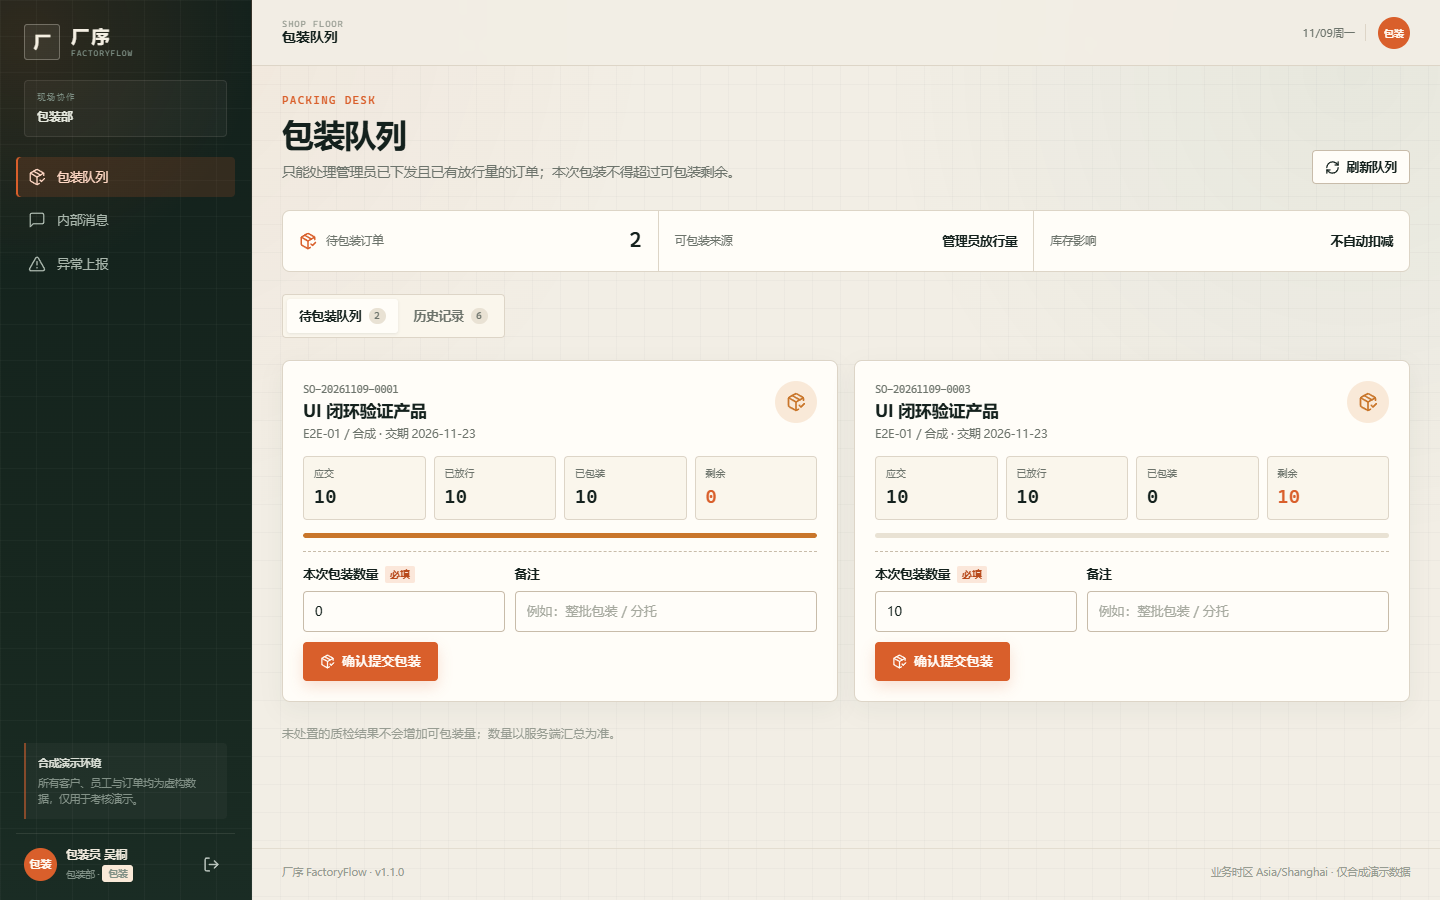 厂
厂序
FACTORYFLOW
现场协作
包装部
包装队列
内部消息
异常上报
合成演示环境
所有客户、员工与订单均为虚构数
据，仅用于考核演示。
包装
包装员 吴桐
包装部 · 包装
SHOP FLOOR
包装队列
11/09周一
包装
PACKING DESK
包装队列
只能处理管理员已下发且已有放行量的订单；本次包装不得超过可包装剩余。
刷新队列
待包装订单 2
可包装来源 管理员放行量
库存影响 不自动扣减
待包装队列 2 历史记录 6
SO-20261109-0001
UI 闭环验证产品
E2E-01 / 合成 · 交期 2026-11-23
应交 已放行 已包装 剩余
10 10 10 0
本次包装数量 必填 备注
0 例如：整批包装 / 分托
确认提交包装
SO-20261109-0003
UI 闭环验证产品
E2E-01 / 合成 · 交期 2026-11-23
应交 已放行 已包装 剩余
10 10 0 10
本次包装数量 必填 备注
10 例如：整批包装 / 分托
确认提交包装
未处置的质检结果不会增加可包装量；数量以服务端汇总为准。
厂序 FactoryFlow · v1.1.0
业务时区 Asia/Shanghai · 仅合成演示数据